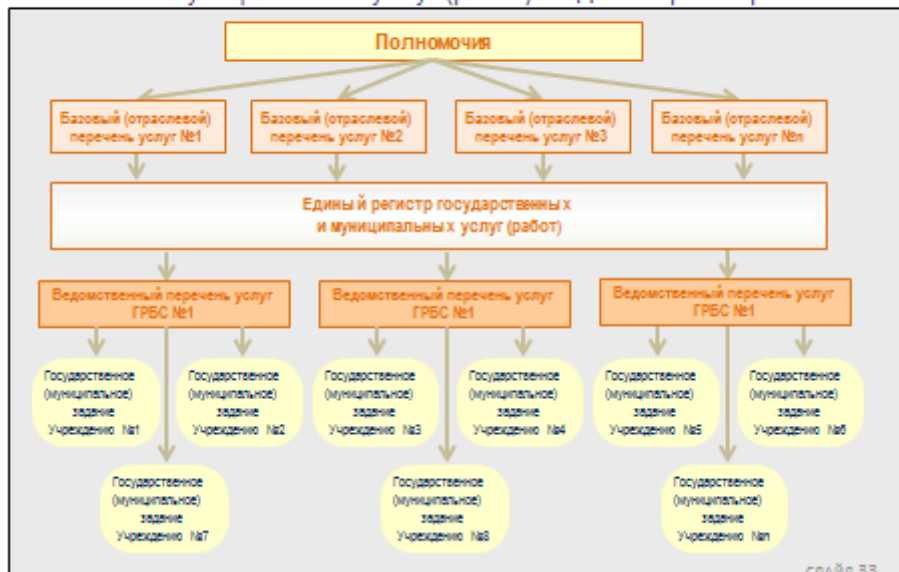 Полномочия
Базовый (отраслевой)
перечень услуг №1
Базовый (отраслевой)
перечень услуг №2
Базовый (отраслевой)
перечень услуг №3
Базовый (отраслевой)
перечень услуг №n
Единый регистр государственных
и муниципальных услуг (работ)
Ведомственный перечень услуг
ГРБС №1
Ведомственный перечень услуг
ГРБС №1
Ведомственный перечень услуг
ГРБС №1
Государственное
(муниципальное)
задание
Учреждению №1
Государственное
(муниципальное)
задание
Учреждению №2
Государственное
(муниципальное)
задание
Учреждению №3
Государственное
(муниципальное)
задание
Учреждению №4
Государственное
(муниципальное)
задание
Учреждению №5
Государственное
(муниципальное)
задание
Учреждению №6
Государственное
(муниципальное)
задание
Учреждению №7
Государственное
(муниципальное)
задание
Учреждению №8
Государственное
(муниципальное)
задание
Учреждению №n
слайд 33